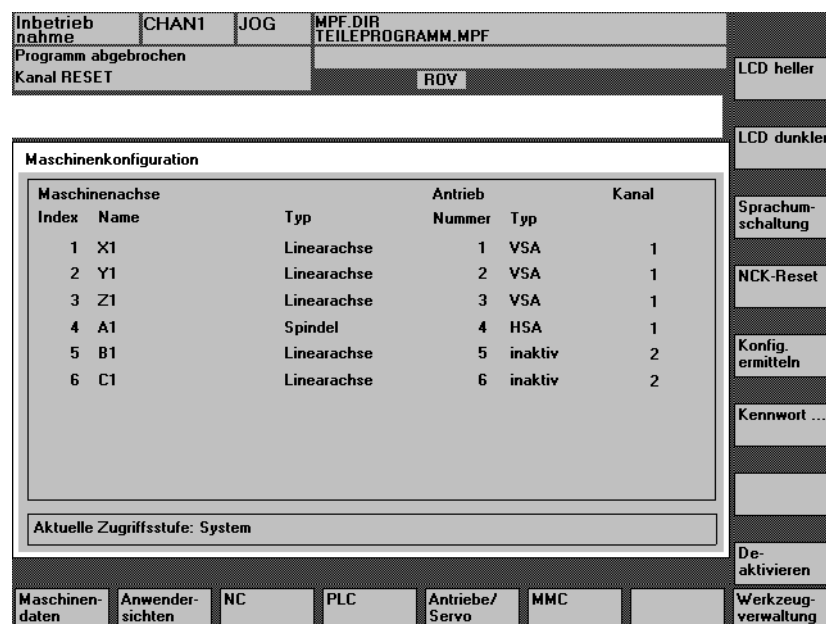 Inbetrieb
nahme
CHAN1
JOG
MPF.DIR
TEILEPROGRAMM.MPF
Programm abgebrochen
Kanal RESET
ROV
LCD heller
LCD dunkler
Sprachum-
schaltung
NCK-Reset
Konfig.
ermitteln
Kennwort ...
De-
aktivieren
Werkzeug-
verwaltung
Maschinenkonfiguration
Maschinenachse Antrieb Kanal
Index Name Typ Nummer Typ
1 X1 Linearachse 1 VSA 1
2 Y1 Linearachse 2 VSA 1
3 Z1 Linearachse 3 VSA 1
4 A1 Spindel 4 HSA 1
5 B1 Linearachse 5 inaktiv 2
6 C1 Linearachse 6 inaktiv 2
Aktuelle Zugriffsstufe: System
Maschinen-
daten
Anwender-
sichten
NC
PLC
Antriebe/
Servo
MMC